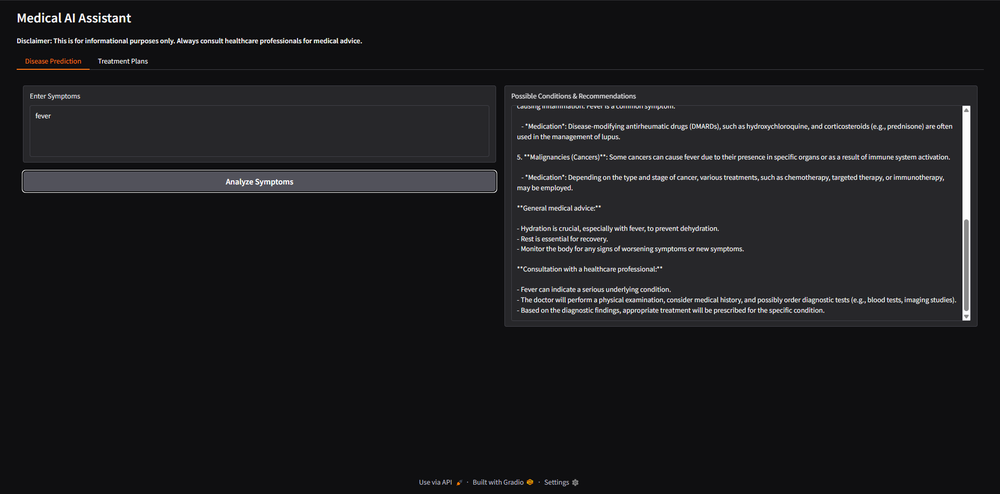 Medical AI Assistant
Disclaimer: This is for informational purposes only. Always consult healthcare professionals for medical advice.
Disease Prediction
Treatment Plans
Enter Symptoms
fever
Analyze Symptoms
Possible Conditions & Recommendations
causing inflammation. Fever is a common symptom.
- *Medication*: Disease-modifying antirheumatic drugs (DMARDs), such as hydroxychloroquine, and corticosteroids (e.g., prednisone) are often
used in the management of lupus.
5. **Malignancies (Cancers)**: Some cancers can cause fever due to their presence in specific organs or as a result of immune system activation.
- *Medication*: Depending on the type and stage of cancer, various treatments, such as chemotherapy, targeted therapy, or immunotherapy,
may be employed.
**General medical advice:**
- Hydration is crucial, especially with fever, to prevent dehydration.
- Rest is essential for recovery.
- Monitor the body for any signs of worsening symptoms or new symptoms.
**Consultation with a healthcare professional:**
- Fever can indicate a serious underlying condition.
- The doctor will perform a physical examination, consider medical history, and possibly order diagnostic tests (e.g., blood tests, imaging studies).
- Based on the diagnostic findings, appropriate treatment will be prescribed for the specific condition.
Use via API · Built with Gradio · Settings